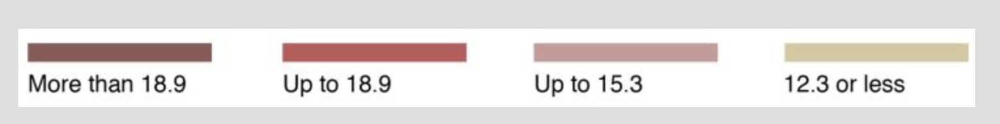 More than 18.9
Up to 18.9
Up to 15.3
12.3 or less